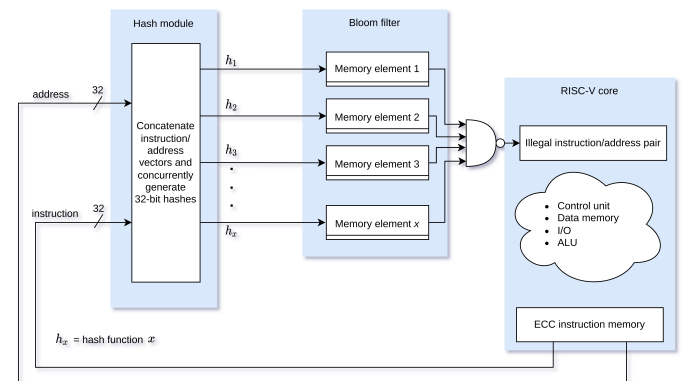 Hash module
Bloom filter
RISC-V core
address
32
instruction
32
Concatenate
instruction/
address
vectors and
concurrently
generate
32-bit hashes
h₁
h₂
h₃
.
.
.
hₓ
Memory element 1
Memory element 2
Memory element 3
Memory element x
Illegal instruction/address pair
• Control unit
• Data memory
• I/O
• ALU
ECC instruction memory
hₓ = hash function x